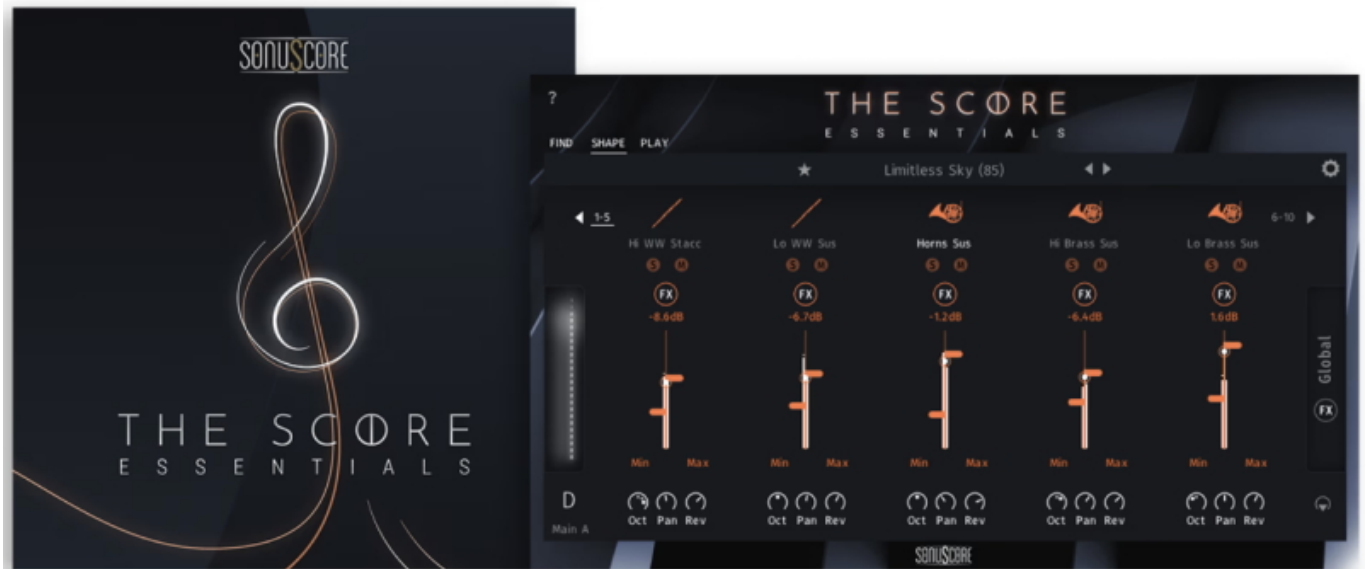 SONUSCORE
THE SCORE
ESSENTIALS
?
THE SCORE
ESSENTIALS
FIND SHAPE PLAY
Limitless Sky (85)
1-5
6-10
Hi WW Stacc Lo WW Sus Horns Sus Hi Brass Sus Lo Brass Sus
S M S M S M S M S M
FX FX FX FX FX
-8.6dB -6.7dB -1.2dB -6.4dB 1.6dB
Global
FX
Min Max Min Max Min Max Min Max Min Max
D
Main A
Oct Pan Rev Oct Pan Rev Oct Pan Rev Oct Pan Rev Oct Pan Rev
SONUSCORE